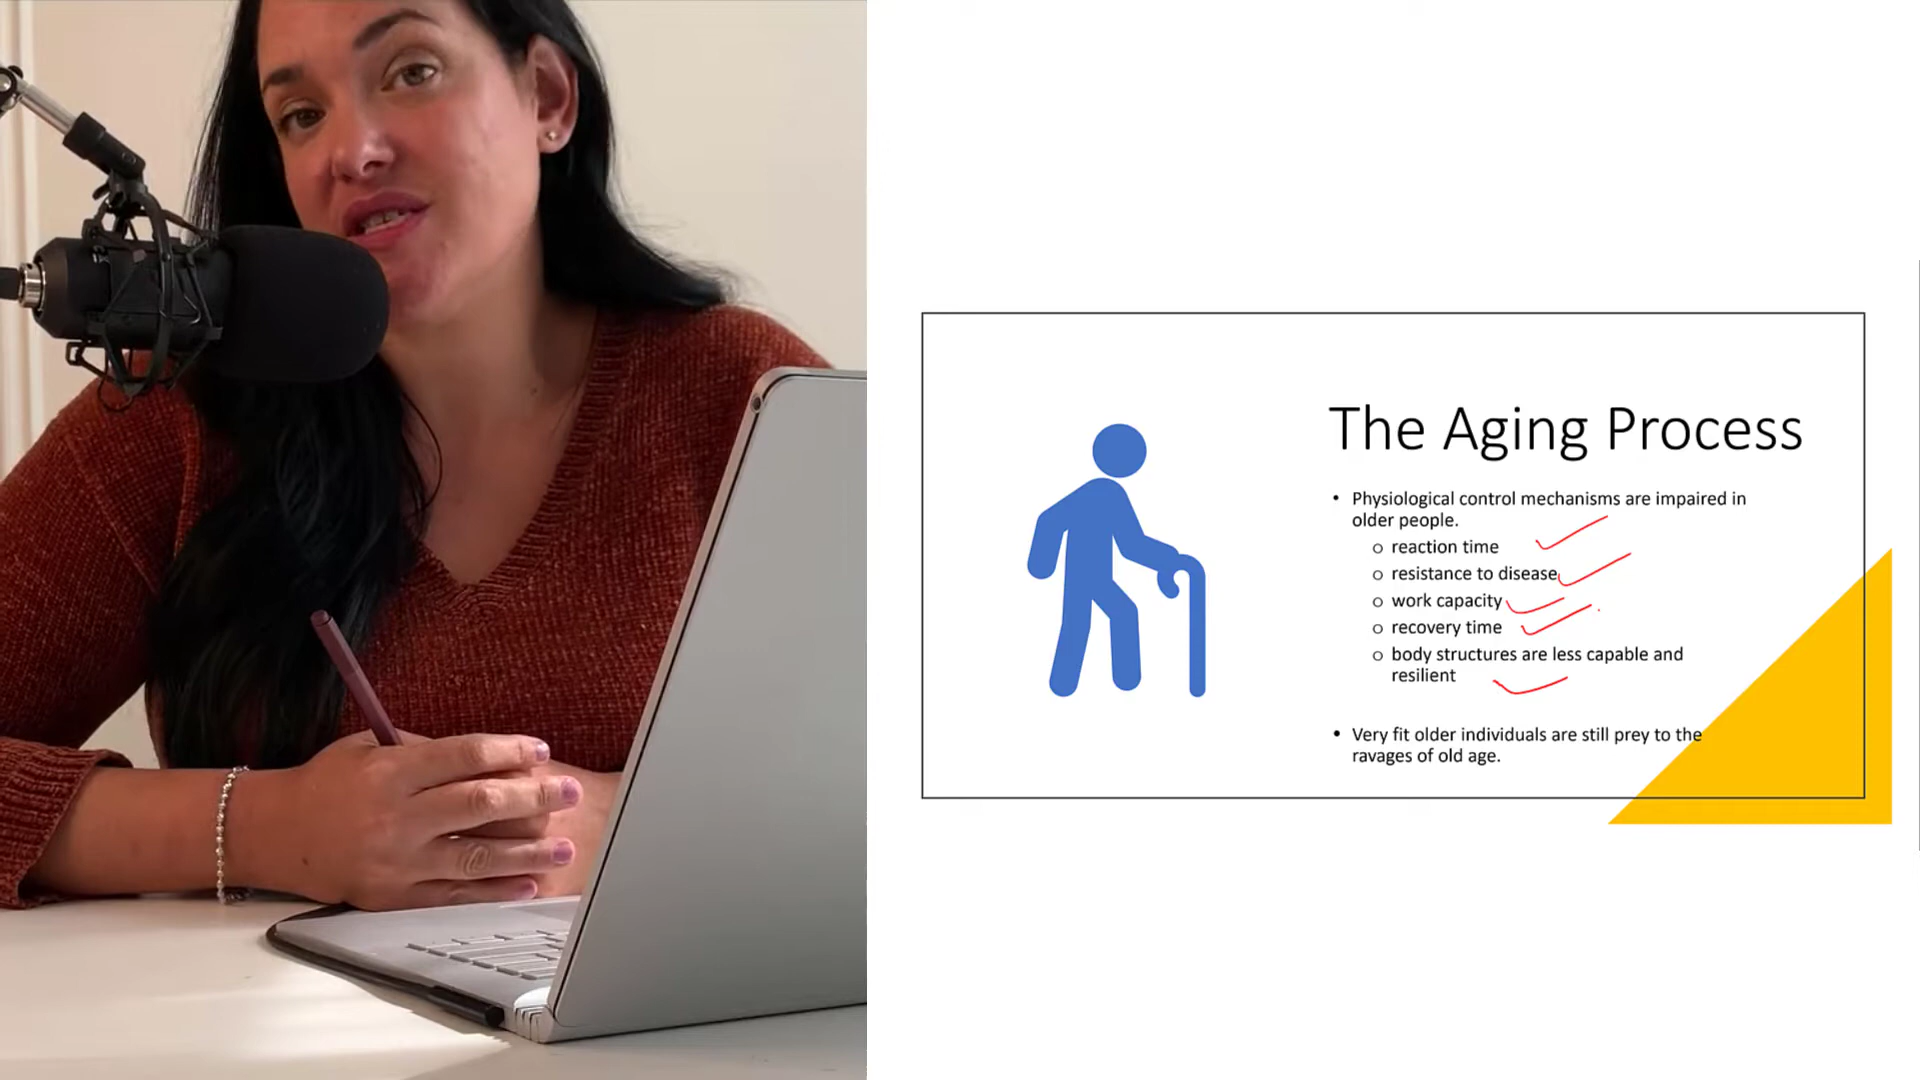 The Aging Process
• Physiological control mechanisms are impaired in
older people.
o reaction time
o resistance to disease
o work capacity
o recovery time
o body structures are less capable and
resilient
• Very fit older individuals are still prey to the
ravages of old age.